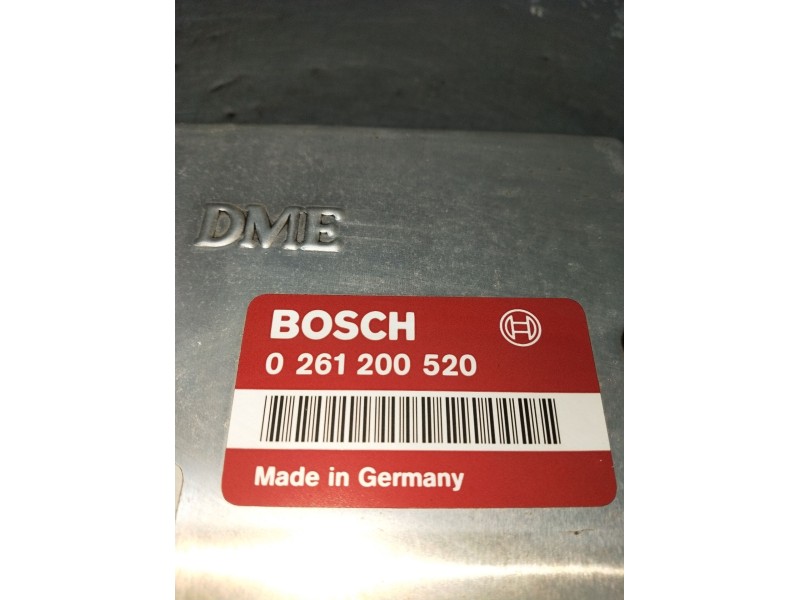 DME
BOSCH
0 261 200 520
Made in Germany